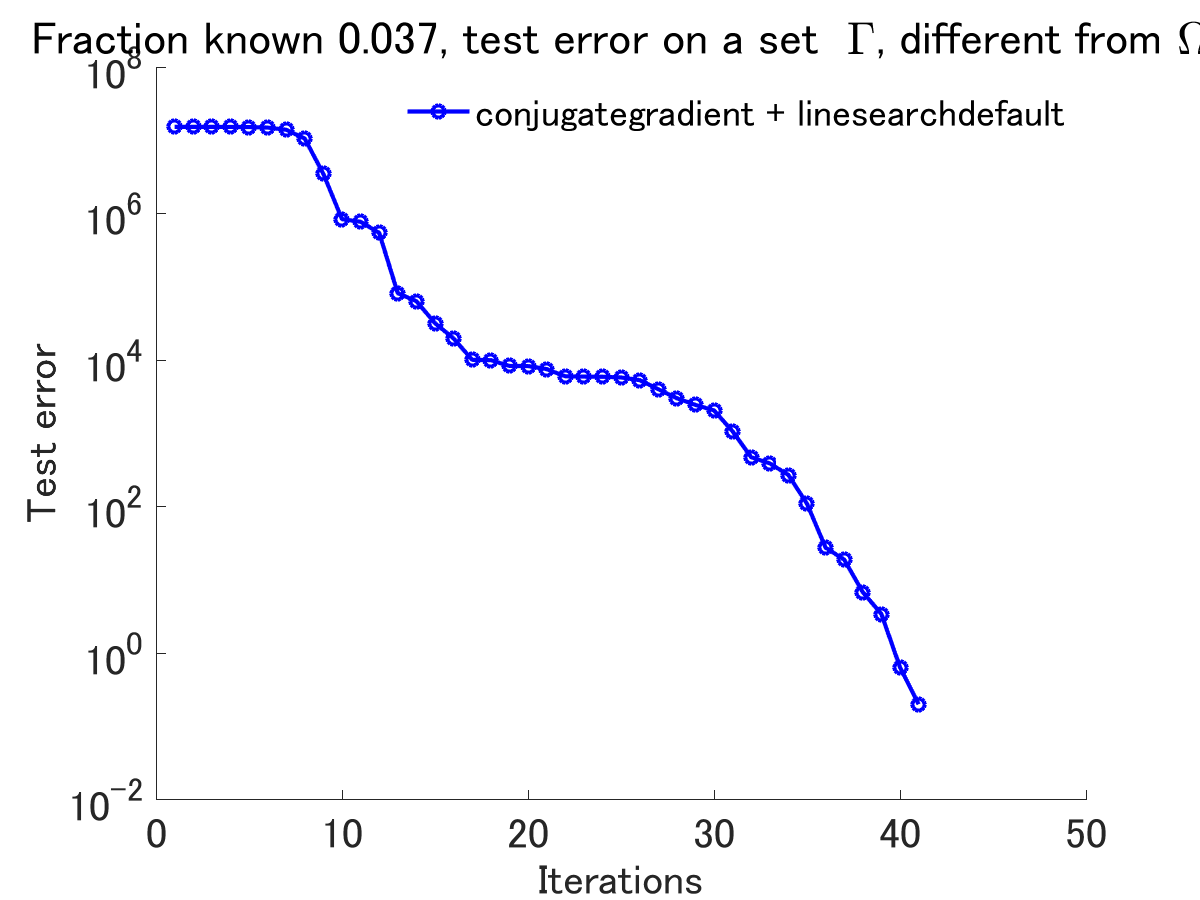 Fraction known 0.037, test error on a set Γ, different from Ω
conjugategradient + linesearchdefault
10^8
10^6
10^4
10^2
10^0
10^-2
Test error
0 10 20 30 40 50
Iterations